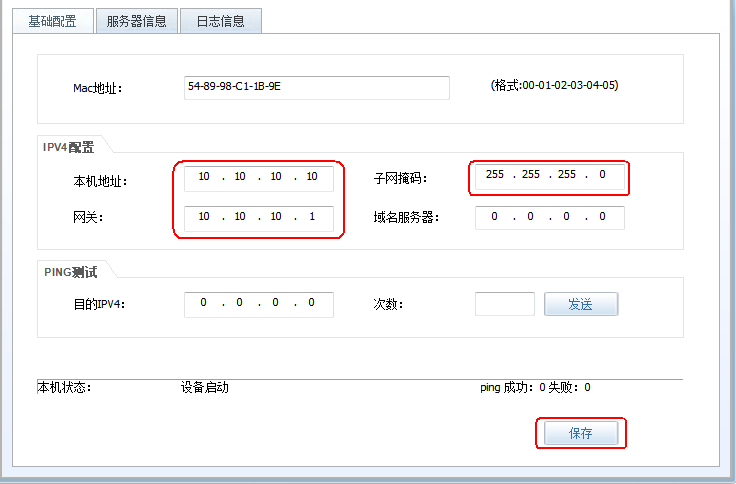 基础配置 服务器信息 日志信息
Mac地址： 54-89-98-C1-1B-9E (格式:00-01-02-03-04-05)
IPV4配置
本机地址： 10 . 10 . 10 . 10 子网掩码： 255 . 255 . 255 . 0
网关： 10 . 10 . 10 . 1 域名服务器： 0 . 0 . 0 . 0
PING测试
目的IPV4： 0 . 0 . 0 . 0 次数： 发送
本机状态： 设备启动 ping 成功：0 失败：0
保存